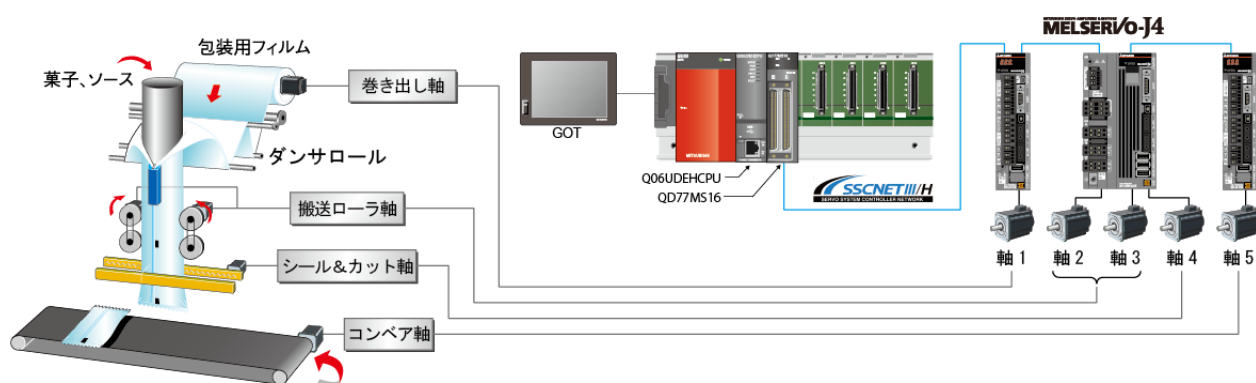 包装用フィルム
菓子、ソース
巻き出し軸
ダンサロール
搬送ローラ軸
シール&カット軸
コンベア軸
GOT
MITSUBISHI
Q06UDEHCPU
QD77MS16
SSCNETIII/H
SERVO SYSTEM CONTROLLER NETWORK
MELSERVO-J4
軸 1
軸 2
軸 3
軸 4
軸 5